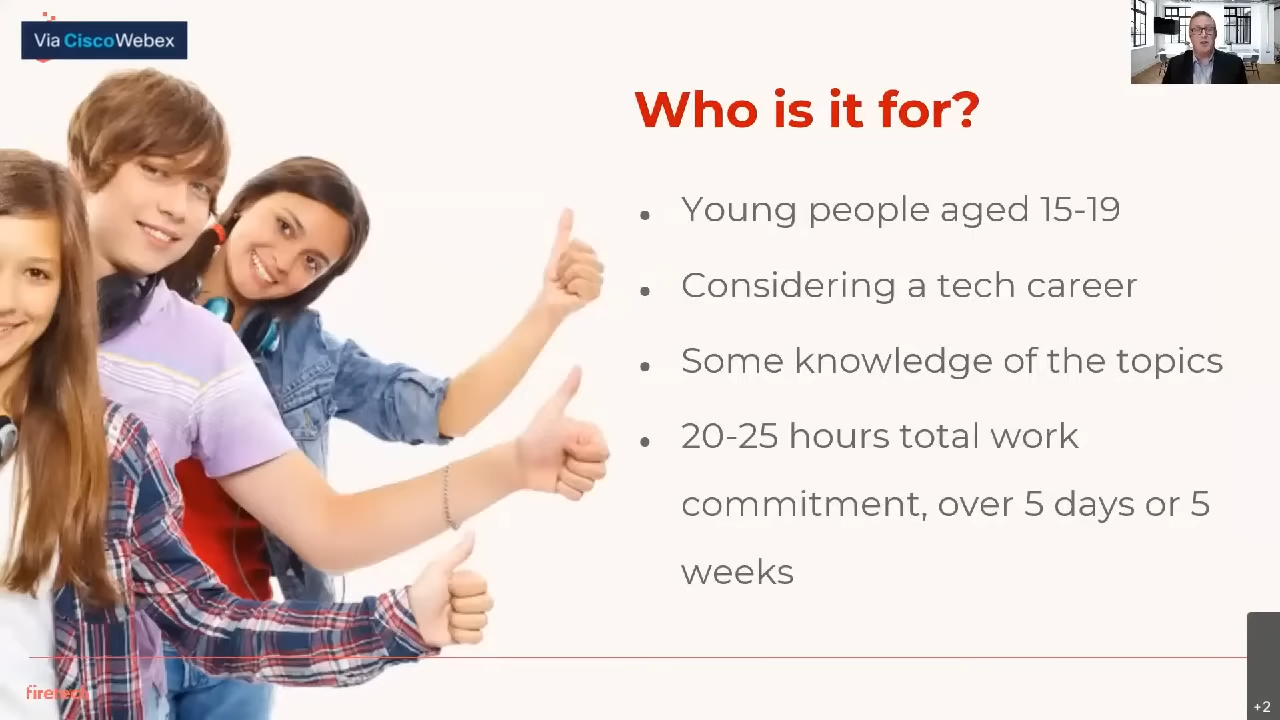 Via CiscoWebex
Who is it for?
Young people aged 15-19
Considering a tech career
Some knowledge of the topics
20-25 hours total work
commitment, over 5 days or 5
weeks
firetech
+2